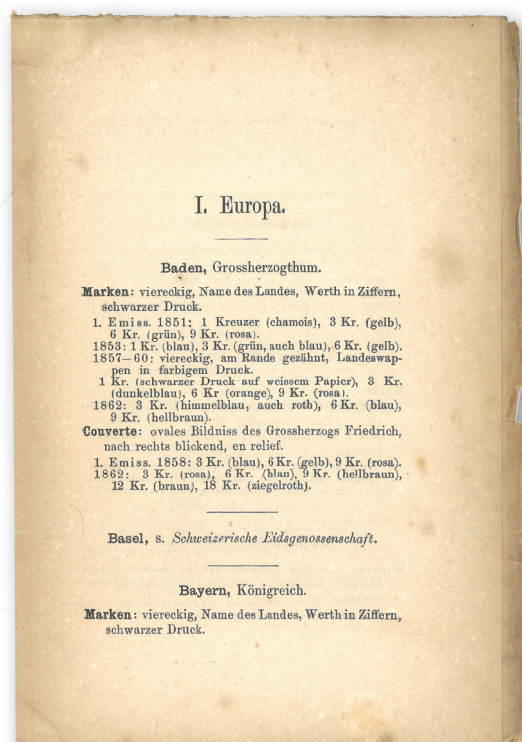 I. Europa.
Baden, Grossherzogthum.
Marken: viereckig, Name des Landes, Werth in Ziffern,
schwarzer Druck.
1. Emiss. 1851: 1 Kreuzer (chamois), 3 Kr. (gelb),
6 Kr. (grün), 9 Kr. (rosa).
1853: 1 Kr. (blau), 3 Kr. (grün, auch blau), 6 Kr. (gelb).
1857—60: viereckig, am Rande gezähnt, Landeswap-
pen in farbigem Druck.
1 Kr. (schwarzer Druck auf weissem Papier), 3 Kr.
(dunkelblau), 6 Kr (orange), 9 Kr. (rosa).
1862: 3 Kr. (himmelblau, auch roth), 6 Kr. (blau),
9 Kr. (hellbraun).
Couverte: ovales Bildniss des Grossherzogs Friedrich,
nach rechts blickend, en relief.
1. Emiss. 1858: 3 Kr. (blau), 6 Kr. (gelb), 9 Kr. (rosa).
1862: 3 Kr. (rosa), 6 Kr. (blau), 9 Kr. (hellbraun),
12 Kr. (braun), 18 Kr. (ziegelroth).
Basel, s. Schweizerische Eidsgenossenschaft.
Bayern, Königreich.
Marken: viereckig, Name des Landes, Werth in Ziffern,
schwarzer Druck.